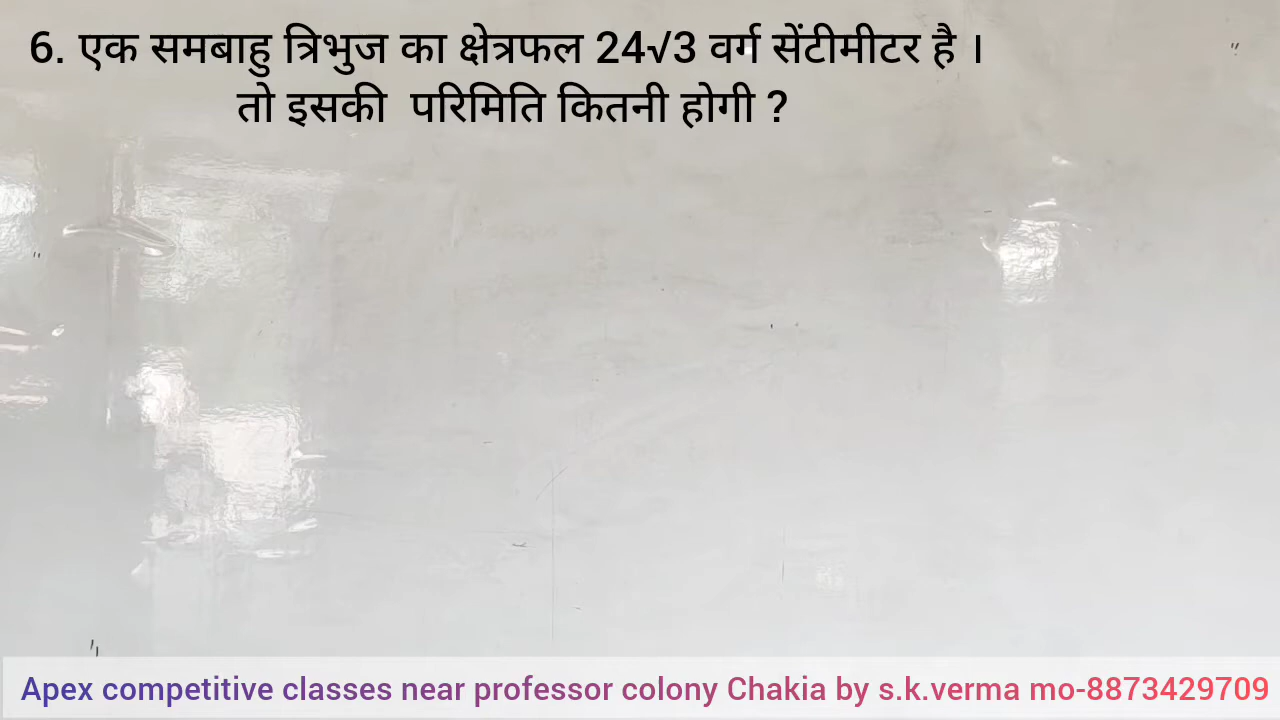 6. एक समबाहु त्रिभुज का क्षेत्रफल 24√3 वर्ग सेंटीमीटर है ।
तो इसकी परिमिति कितनी होगी ?
Apex competitive classes near professor colony Chakia by s.k.verma mo-8873429709